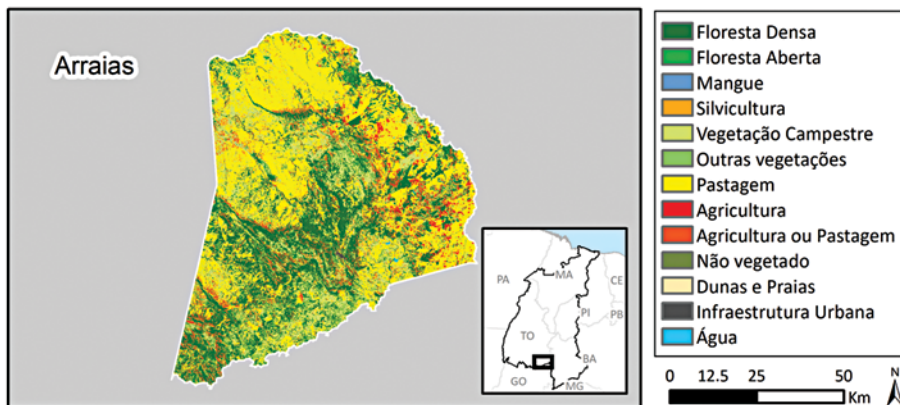 Arraias
PA
MA
CE
PI
PB
TO
BA
GO
MG
Floresta Densa
Floresta Aberta
Mangue
Silvicultura
Vegetação Campestre
Outras vegetações
Pastagem
Agricultura
Agricultura ou Pastagem
Não vegetado
Dunas e Praias
Infraestrutura Urbana
Água
0 12.5 25 50
Km
N